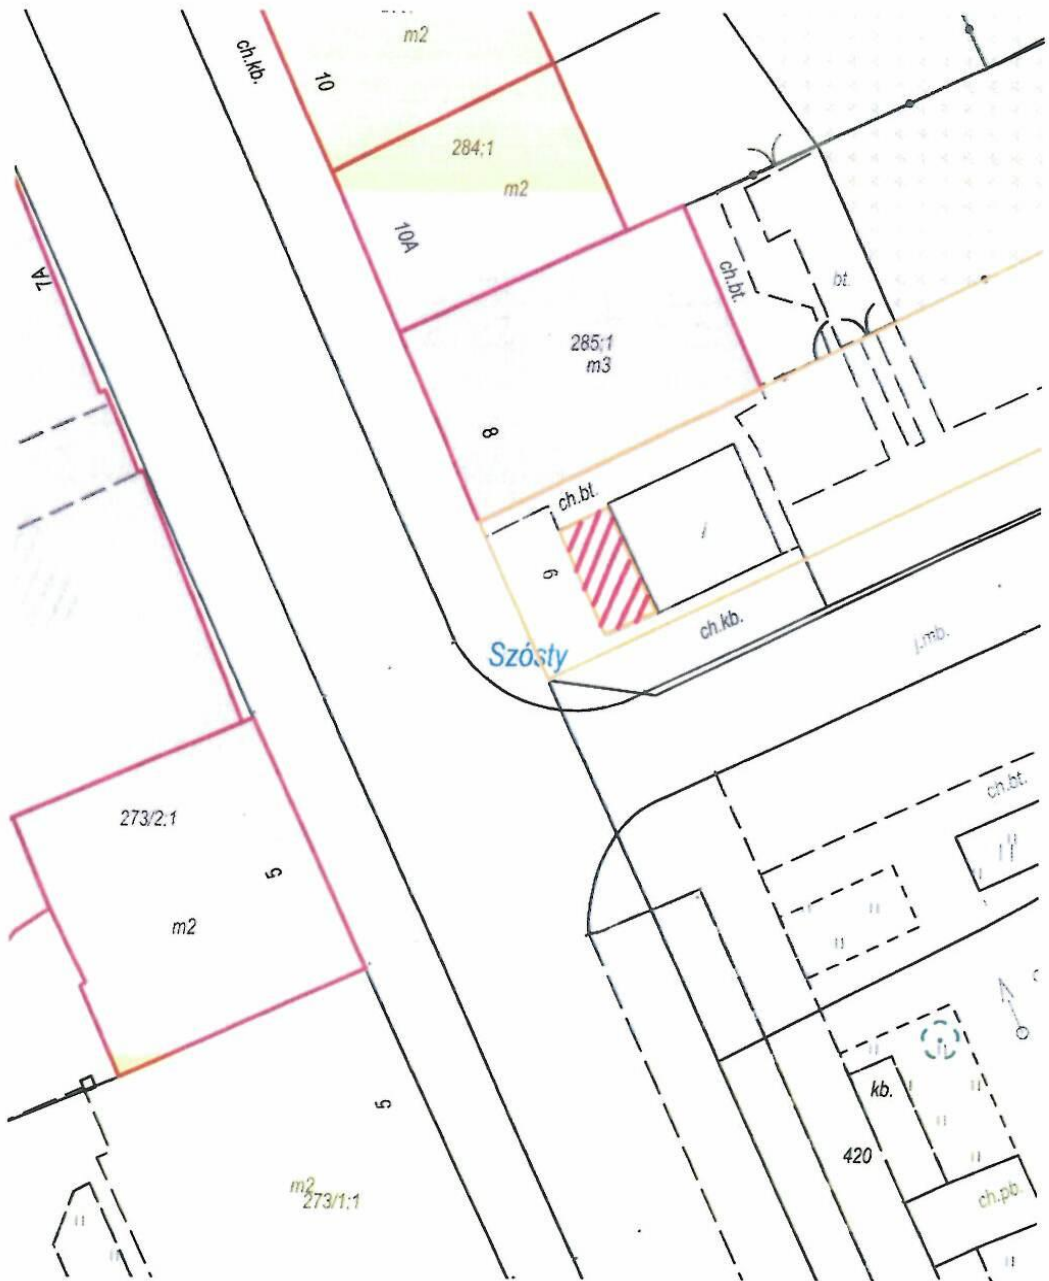 m2
ch.kb.
10
284;1
m2
10A
7A
ch.bt.
bt.
285;1
m3
8
ch.bt.
6
i
ch.kb.
Szósty
j.mb.
ch.bt.
273/2;1
5
m2
kb.
5
420
m2
273/1;1
ch.pb.